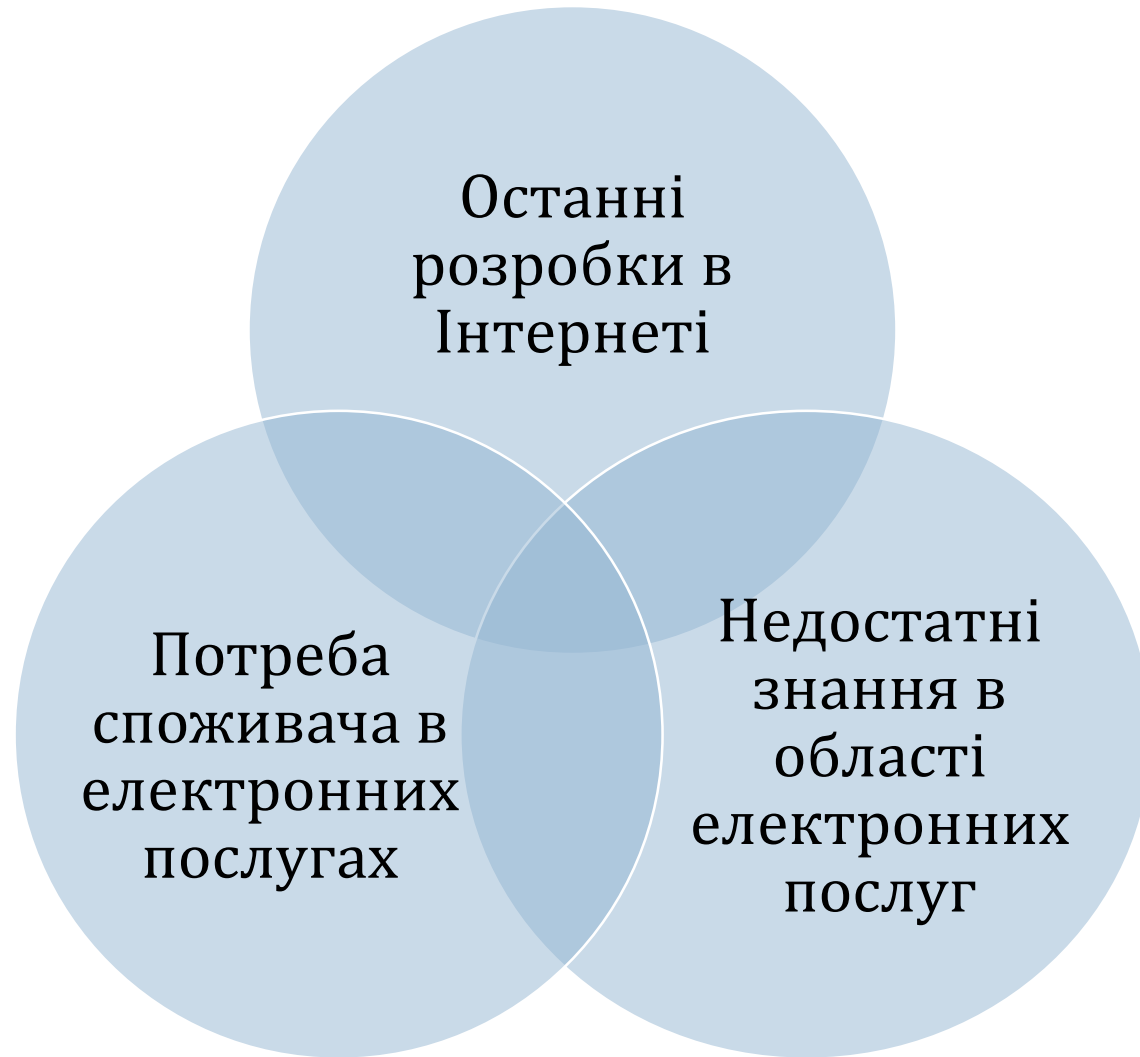 Останні
розробки в
Інтернеті
Потреба
споживача в
електронних
послугах
Недостатні
знання в
області
електронних
послуг